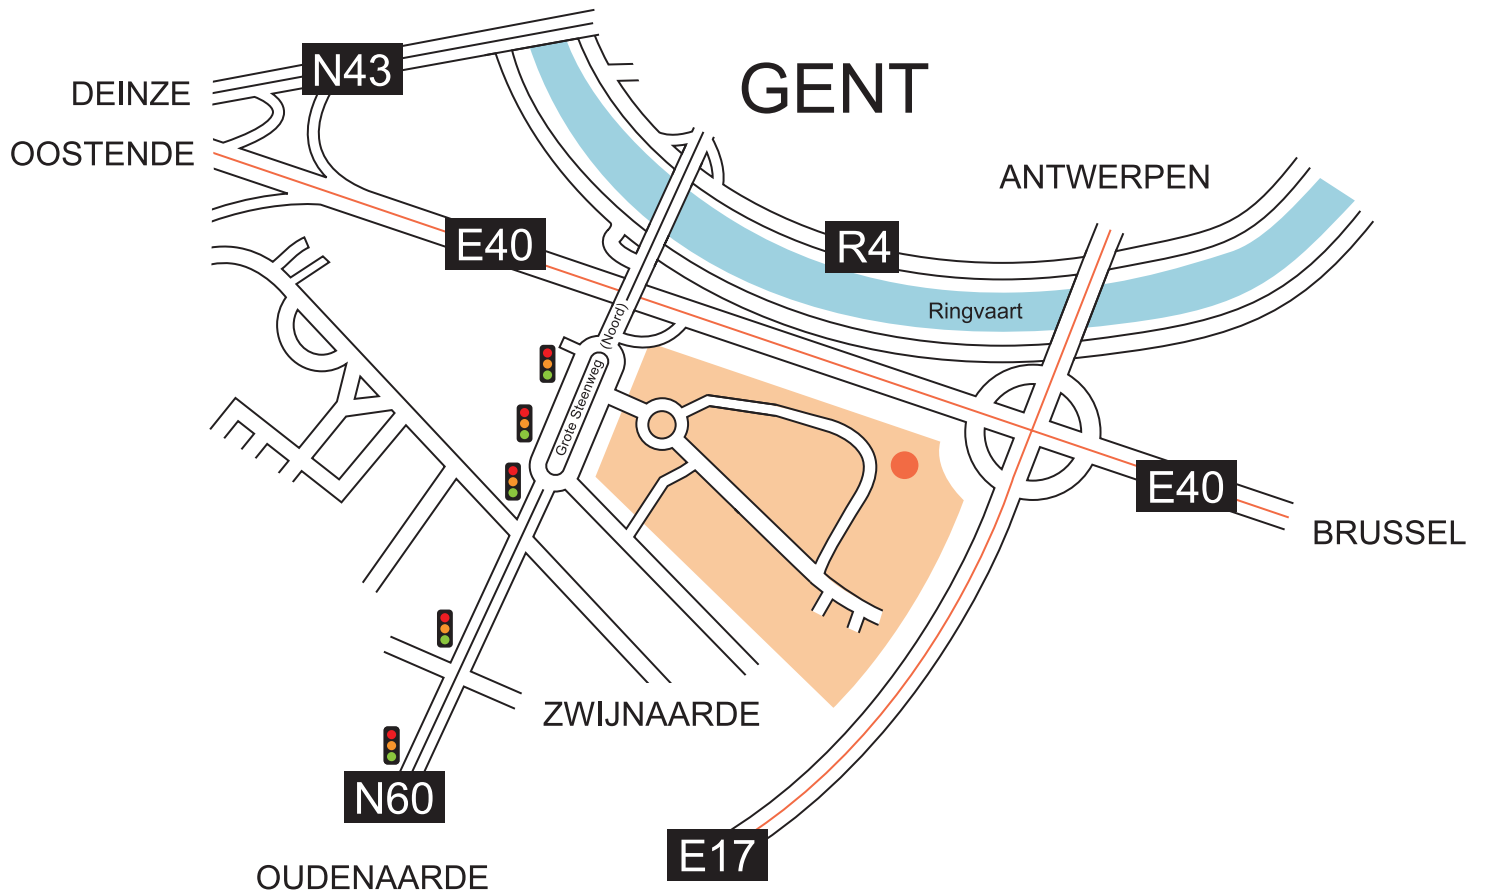 N43
GENT
DEINZE
OOSTENDE
ANTWERPEN
E40
R4
Ringvaart
Grote Steenweg (Noord)
E40
BRUSSEL
ZWIJNAARDE
N60
E17
OUDENAARDE